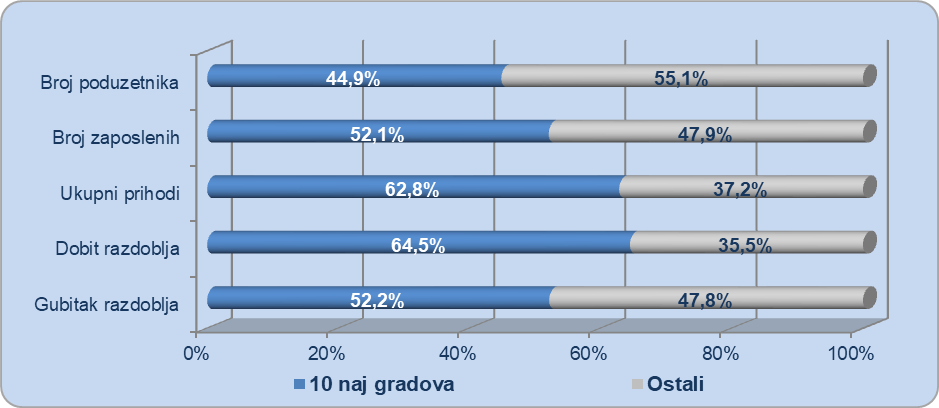 Broj poduzetnika 44,9% 55,1%
Broj zaposlenih 52,1% 47,9%
Ukupni prihodi 62,8% 37,2%
Dobit razdoblja 64,5% 35,5%
Gubitak razdoblja 52,2% 47,8%
0% 20% 40% 60% 80% 100%
10 naj gradova Ostali